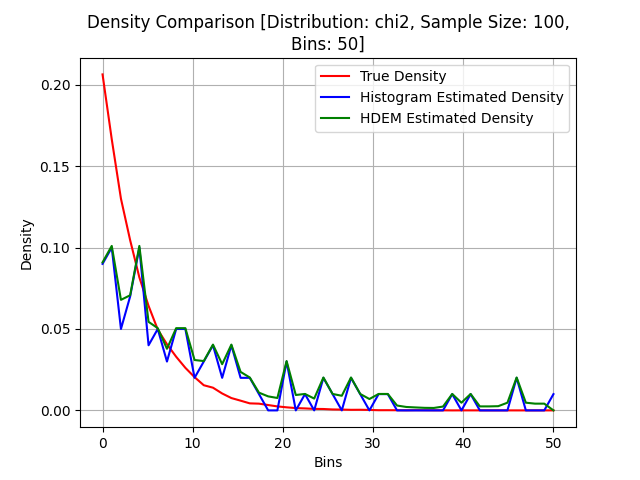 Density Comparison [Distribution: chi2, Sample Size: 100,
Bins: 50]
True Density
Histogram Estimated Density
HDEM Estimated Density
Density
0.20
0.15
0.10
0.05
0.00
0 10 20 30 40 50
Bins